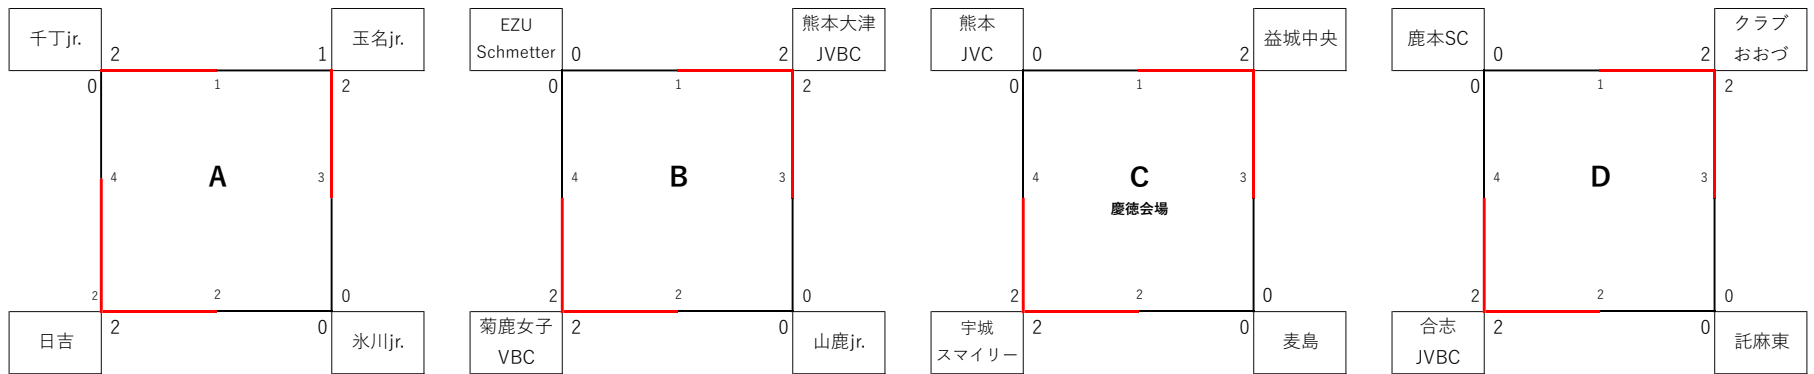 千丁jr.
2
1
玉名jr.
0
1
2
4
A
3
2
2
0
日吉
2
0
氷川jr.
EZU
Schmetter
0
2
熊本大津
JVBC
0
1
2
4
B
3
2
2
0
菊鹿女子
VBC
2
0
山鹿jr.
熊本
JVC
0
2
益城中央
0
1
4
C
3
慶徳会場
2
2
0
宇城
スマイリー
2
0
麦島
鹿本SC
0
2
クラブ
おおづ
0
1
2
4
D
3
2
2
0
合志
JVBC
2
0
託麻東